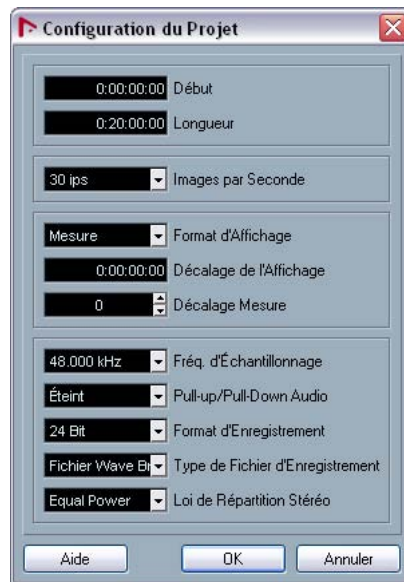 Configuration du Projet
0:00:00:00 Début
0:20:00:00 Longueur
30 ips Images par Seconde
Mesure Format d'Affichage
0:00:00:00 Décalage de l'Affichage
0 Décalage Mesure
48.000 kHz Fréq. d'Échantillonnage
Éteint Pull-up/Pull-Down Audio
24 Bit Format d'Enregistrement
Fichier Wave Br Type de Fichier d'Enregistrement
Equal Power Loi de Répartition Stéréo
Aide OK Annuler